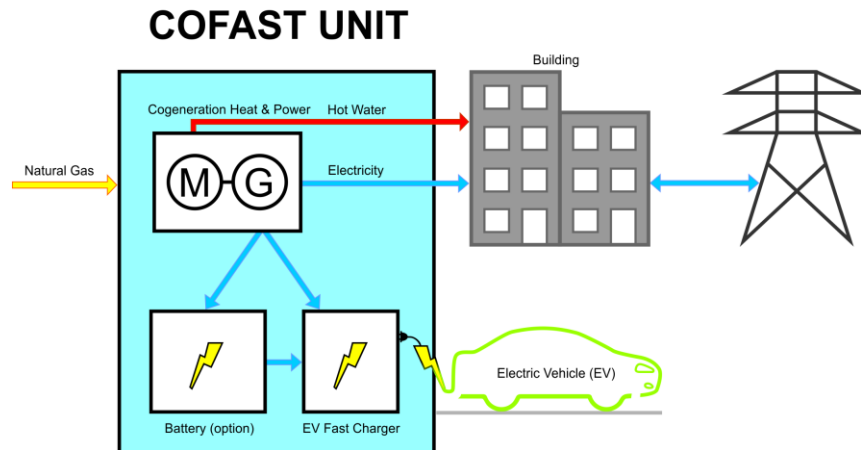 COFAST UNIT
Building
Cogeneration Heat & Power
Hot Water
Natural Gas
M
G
Electricity
Electric Vehicle (EV)
Battery (option)
EV Fast Charger